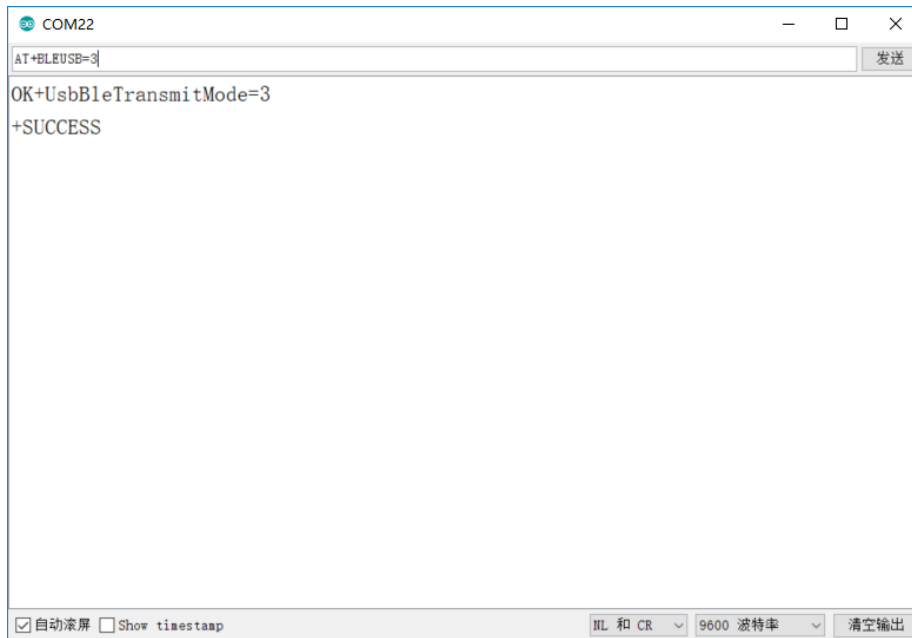 COM22
AT+BLEUSB=3
发送
OK+UsbBleTransmitMode=3
+SUCCESS
自动滚屏 Show timestamp NL 和 CR 9600 波特率 清空输出